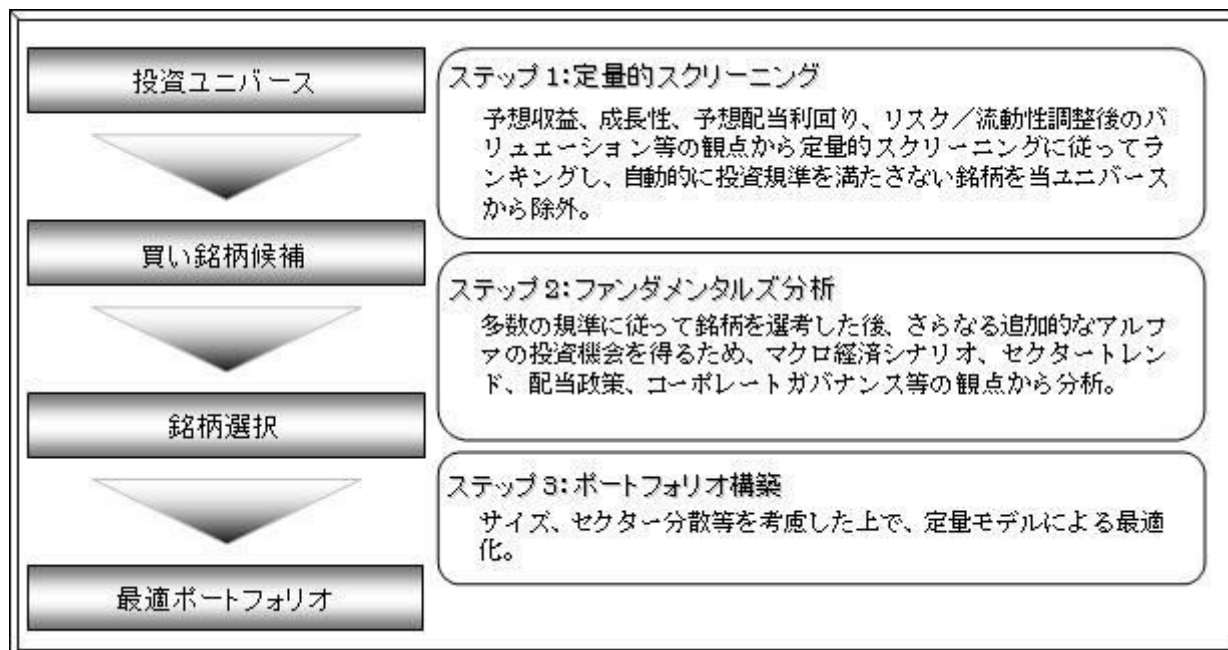 投資ユニバース
ステップ1:定量的スクリーニング
予想収益、成長性、予想配当利回り、リスク／流動性調整後のバ
リュエーション等の観点から定量的スクリーニングに従ってラ
ンキングし、自動的に投資規準を満たさない銘柄を当ユニバース
から除外。
買い銘柄候補
ステップ2:ファンダメンタルズ分析
多数の規準に従って銘柄を選考した後、さらなる追加的なアルフ
ァの投資機会を得るため、マクロ経済シナリオ、セクタートレン
ド、配当政策、コーポレートガバナンス等の観点から分析。
銘柄選択
ステップ3:ポートフォリオ構築
サイズ、セクター分散等を考慮した上で、定量モデルによる最適
化。
最適ポートフォリオ